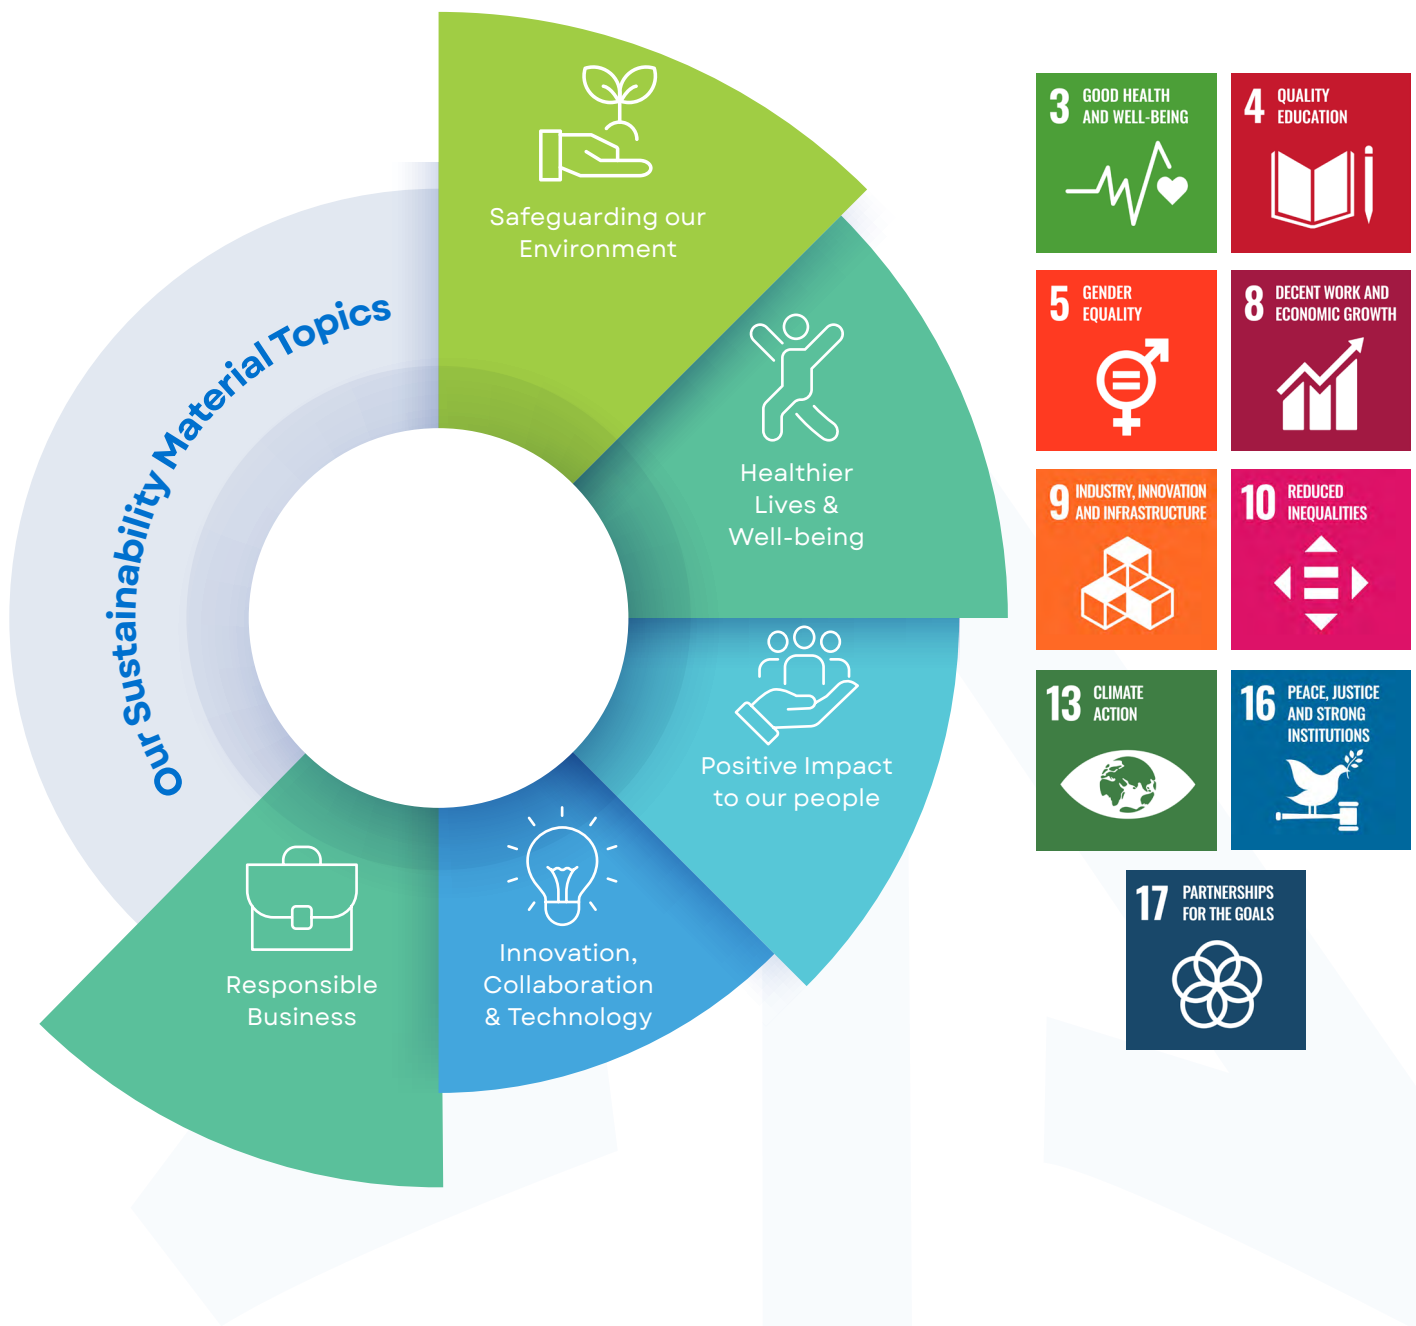 Our Sustainability Material Topics
Safeguarding our
Environment
Healthier
Lives &
Well-being
Positive Impact
to our people
Innovation,
Collaboration
& Technology
Responsible
Business
3 GOOD HEALTH
AND WELL-BEING
4 QUALITY
EDUCATION
5 GENDER
EQUALITY
8 DECENT WORK AND
ECONOMIC GROWTH
9 INDUSTRY, INNOVATION
AND INFRASTRUCTURE
10 REDUCED
INEQUALITIES
13 CLIMATE
ACTION
16 PEACE, JUSTICE
AND STRONG
INSTITUTIONS
17 PARTNERSHIPS
FOR THE GOALS